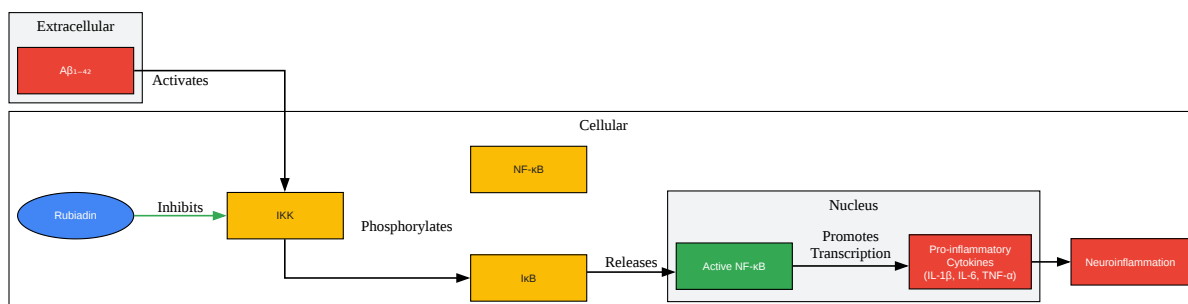 Extracellular
Aβ₁₋₄₂
Activates
Cellular
NF-κB
Rubiadin
Inhibits
IKK
Phosphorylates
IκB
Releases
Nucleus
Active NF-κB
Promotes
Transcription
Pro-inflammatory
Cytokines
(IL-1β, IL-6, TNF-α)
Neuroinflammation